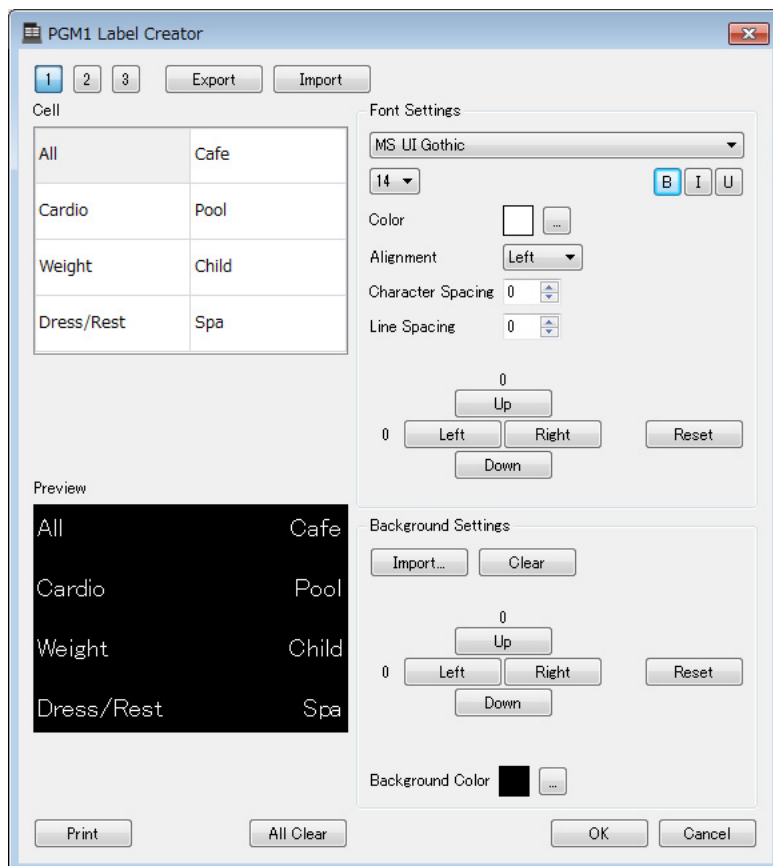 PGM1 Label Creator
1 2 3 Export Import
Cell
All Cafe
Cardio Pool
Weight Child
Dress/Rest Spa
Font Settings
MS UI Gothic
14 B I U
Color ...
Alignment Left
Character Spacing 0
Line Spacing 0
0
Up
0 Left Right Reset
Down
Preview
All Cafe
Cardio Pool
Weight Child
Dress/Rest Spa
Background Settings
Import... Clear
0
Up
0 Left Right Reset
Down
Background Color ...
Print All Clear OK Cancel